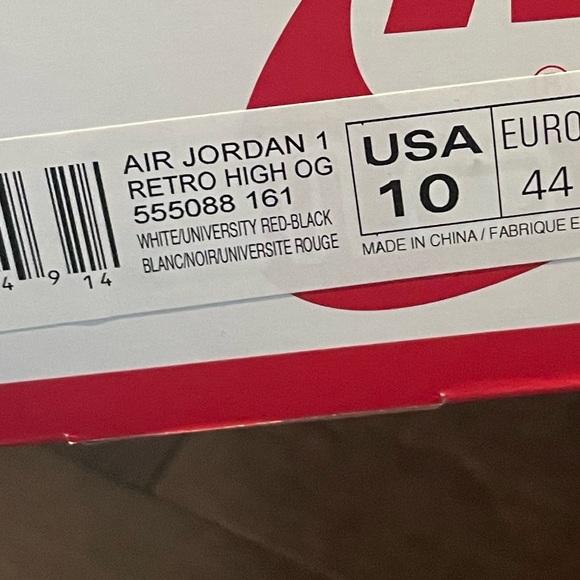 AIR JORDAN 1
RETRO HIGH OG
555088 161
WHITE/UNIVERSITY RED-BLACK
BLANC/NOIR/UNIVERSITE ROUGE
USA
10
EURO
44
MADE IN CHINA / FABRIQUE E
4 9 14
®